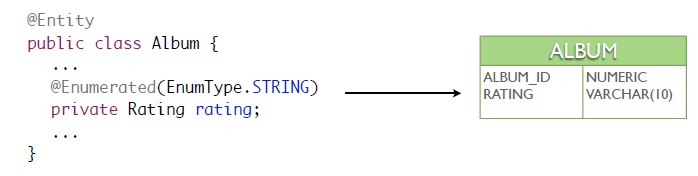 @Entity
public class Album {
...
@Enumerated(EnumType.STRING)
private Rating rating;
...
}
ALBUM
ALBUM_ID NUMERIC
RATING VARCHAR(10)